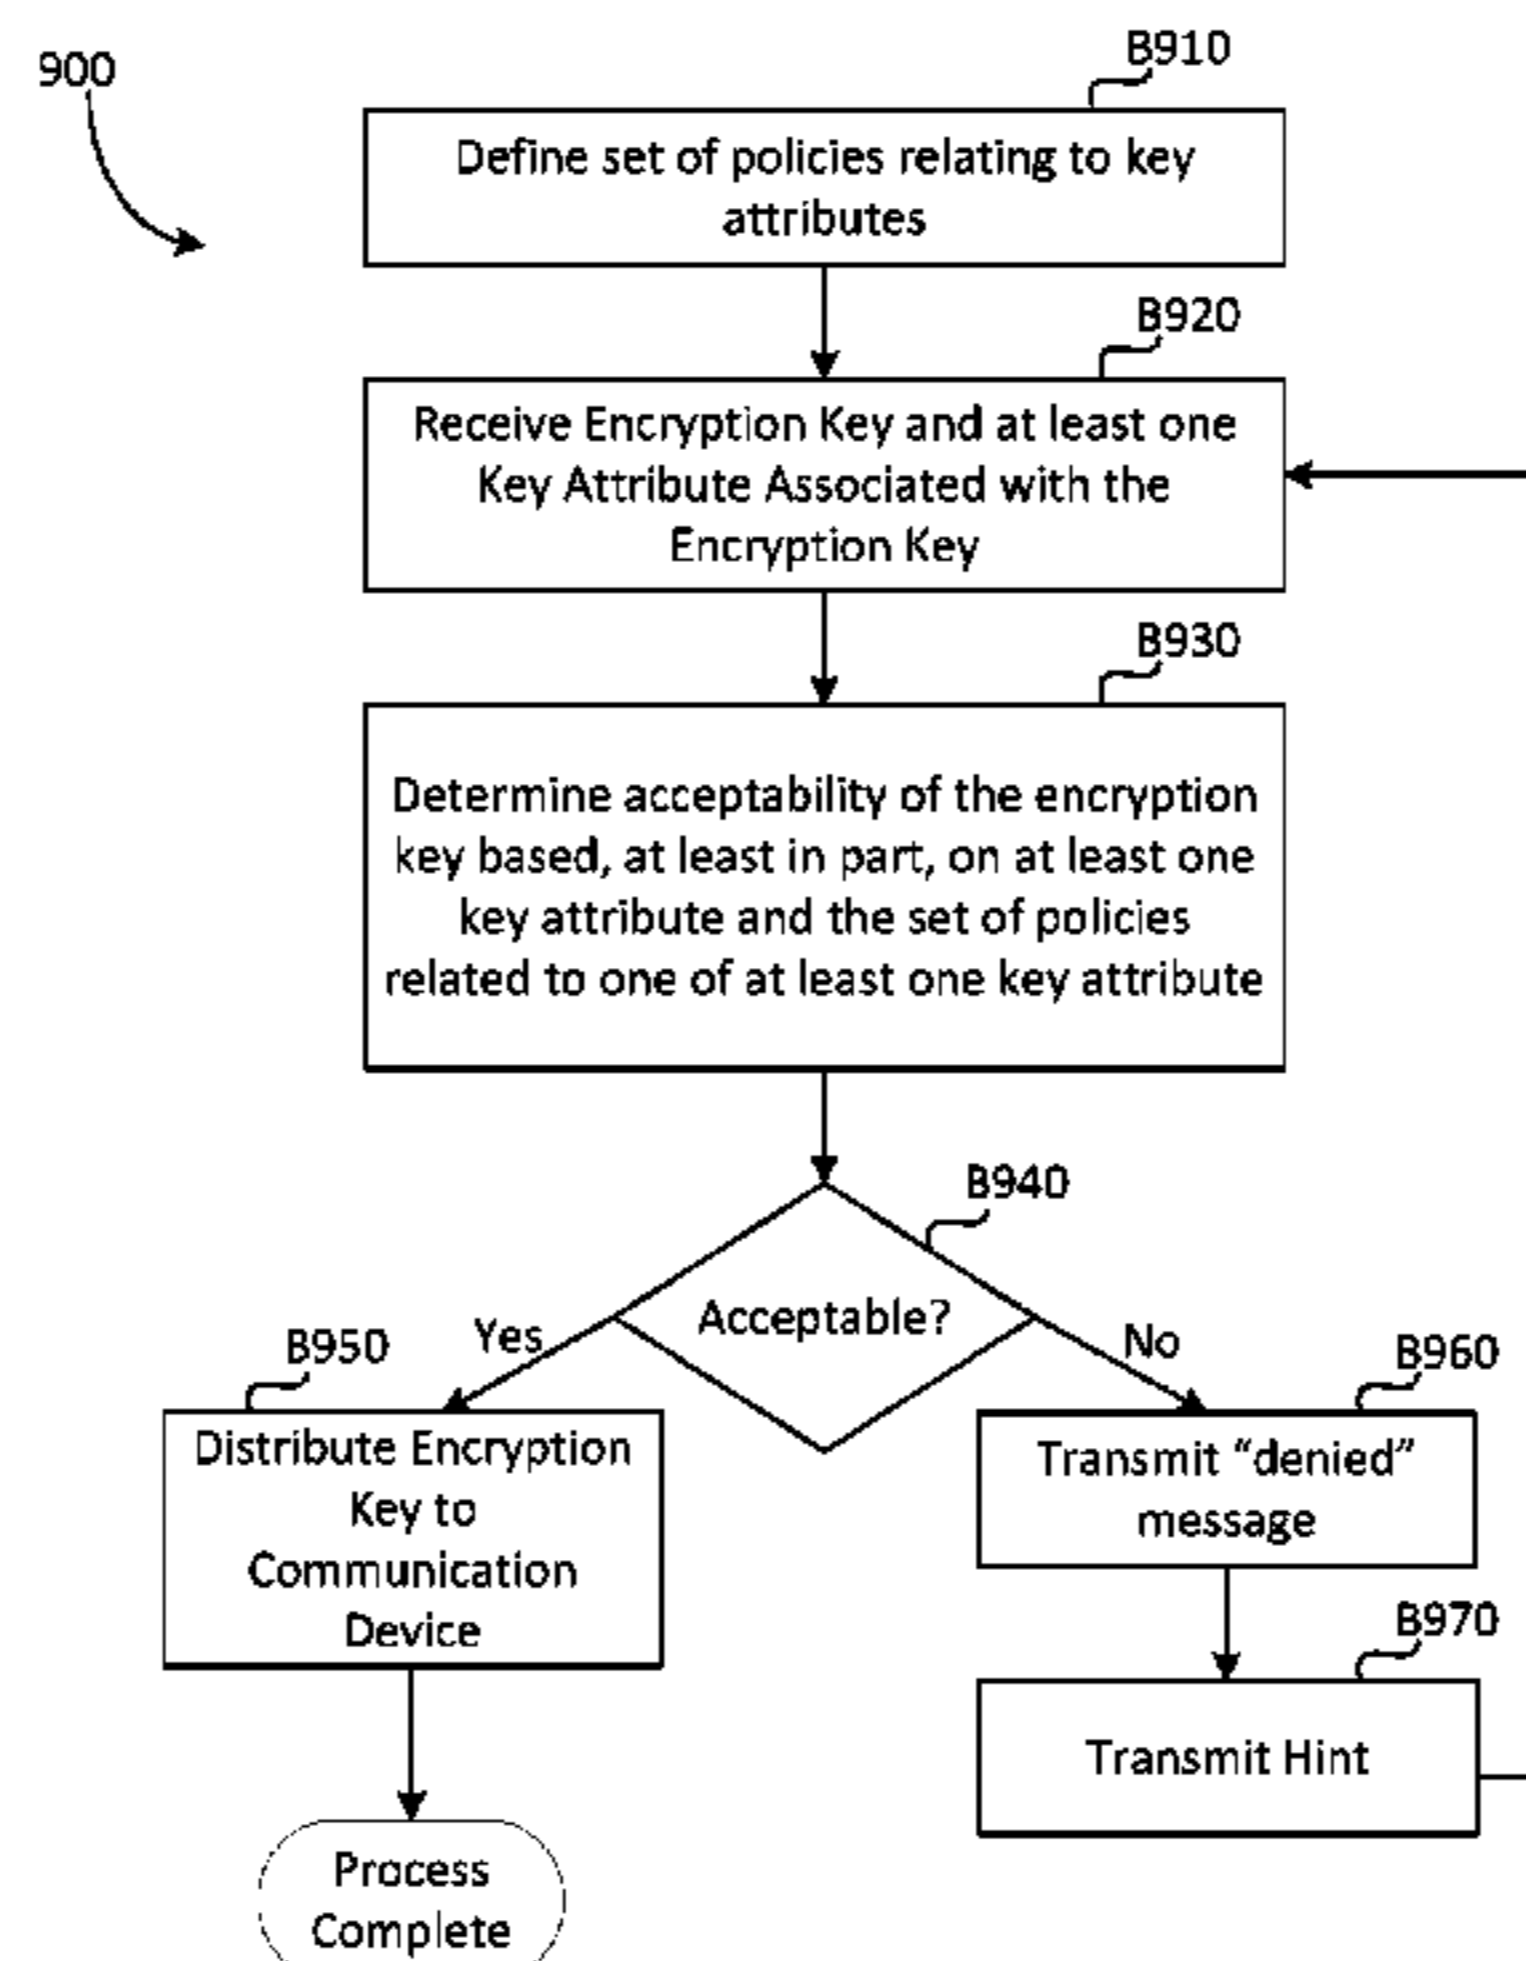 900
B910
Define set of policies relating to key
attributes
B920
Receive Encryption Key and at least one
Key Attribute Associated with the
Encryption Key
B930
Determine acceptability of the encryption
key based, at least in part, on at least one
key attribute and the set of policies
related to one of at least one key attribute
B940
Acceptable?
Yes
No
B950
Distribute Encryption
Key to
Communication
Device
B960
Transmit “denied”
message
B970
Transmit Hint
Process
Complete